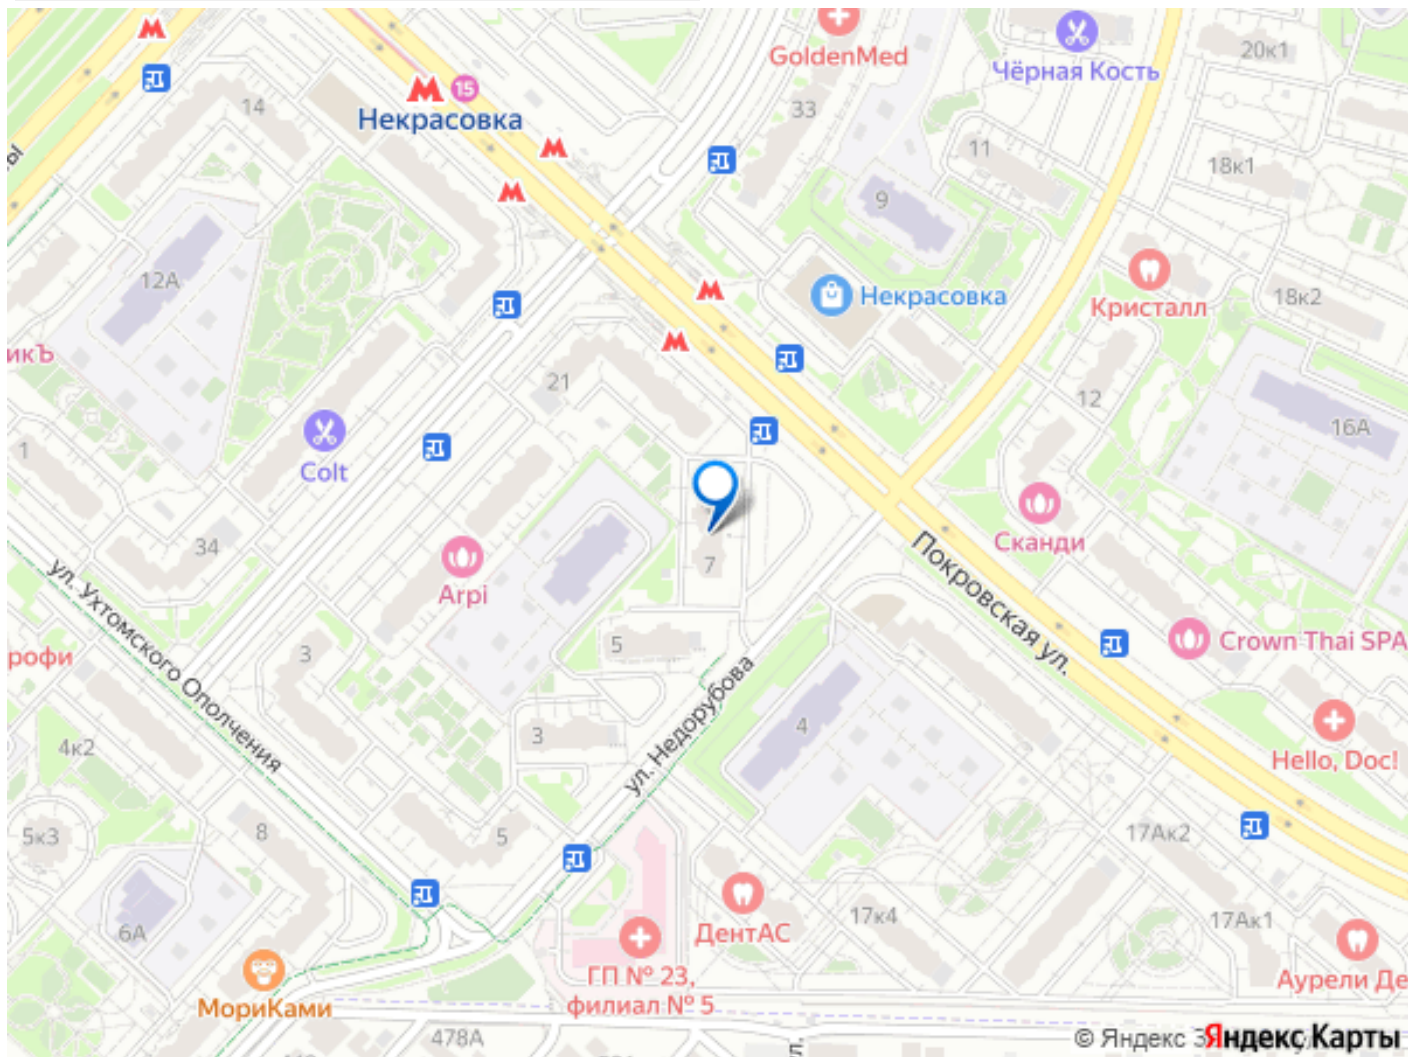 GoldenMed
Чёрная Кость
20к1
15
Некрасовка
14
33
11
18к1
9
12А
Некрасовка
Кристалл
18к2
икЪ
21
12
16А
1
Colt
34
Arpi
7
Сканди
Покровская ул.
ул. Ухтомского Ополчения
рофи
3
5
Crown Thai SPA
ул. Недорубова
4к2
3
4
Hello, Doc!
5к3
8
5
17Ак2
6А
ДентАС
17к4
17Ак1
ГП № 23,
филиал № 5
Аурели Де
МориКами
478А
© Яндекс
Яндекс Карты